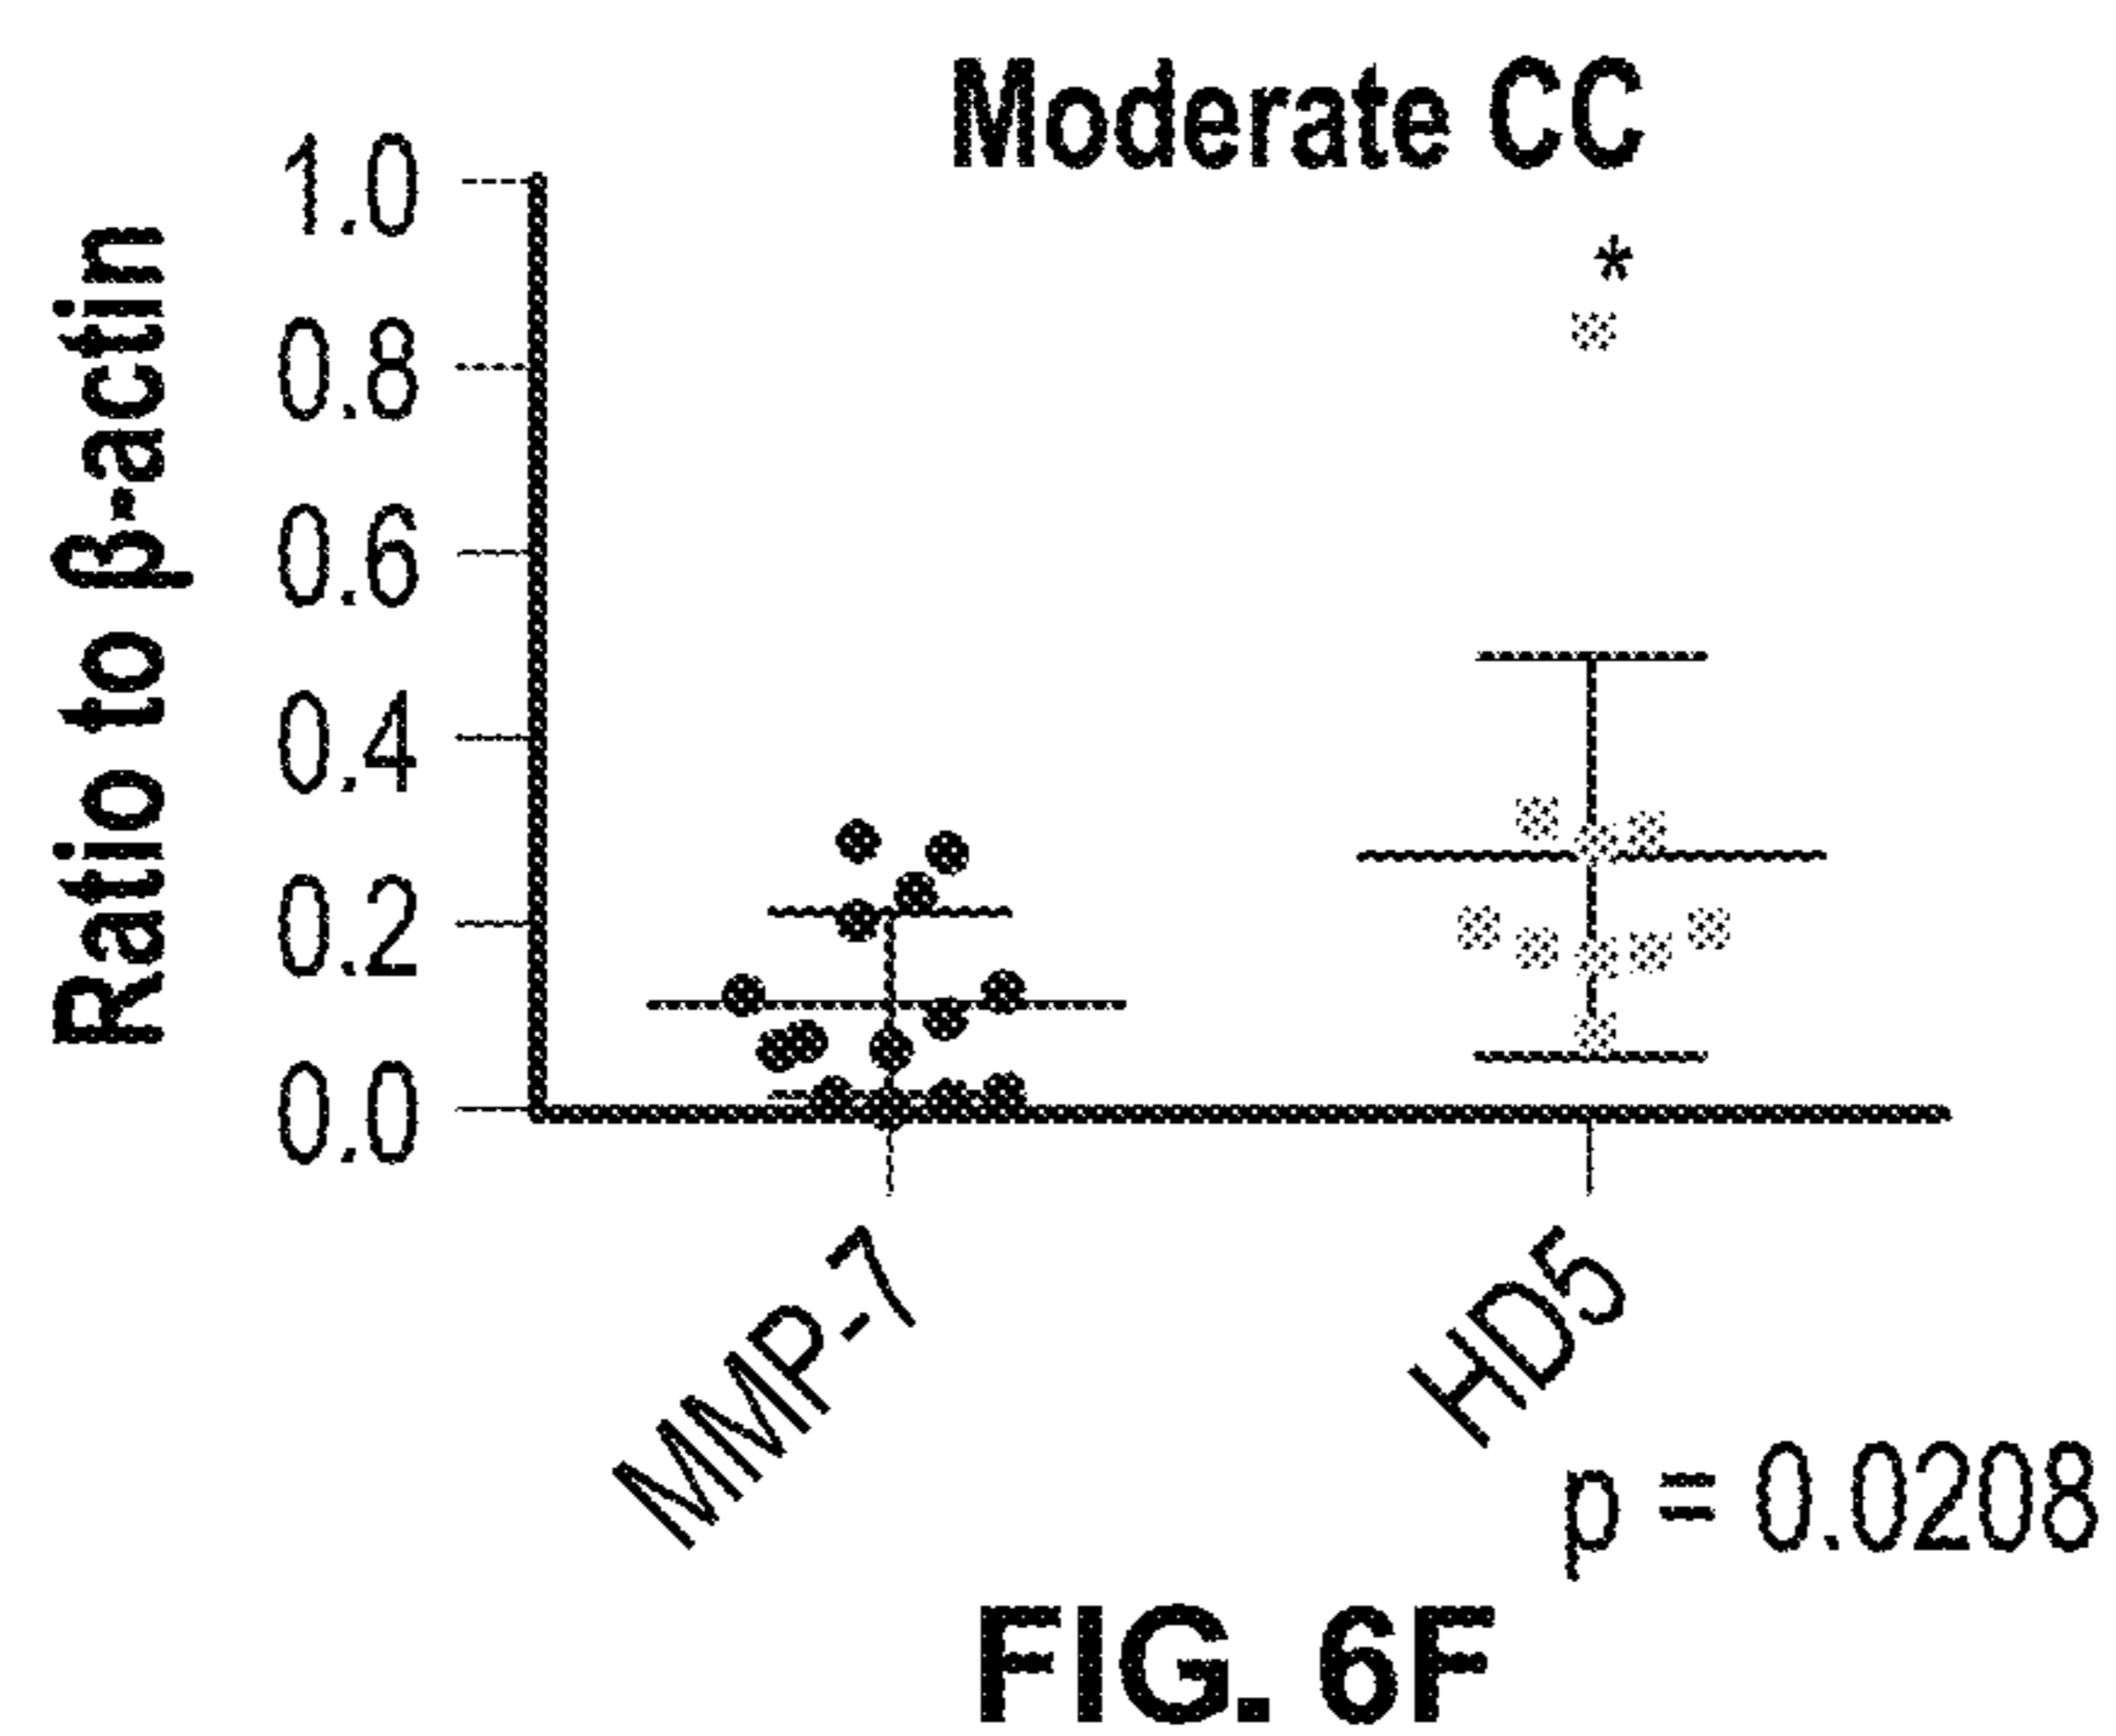 Moderate CC
Ratio to β-actin
1.0
0.8
0.6
0.4
0.2
0.0
*
MMP-7
HD5
p = 0.0208
FIG. 6F